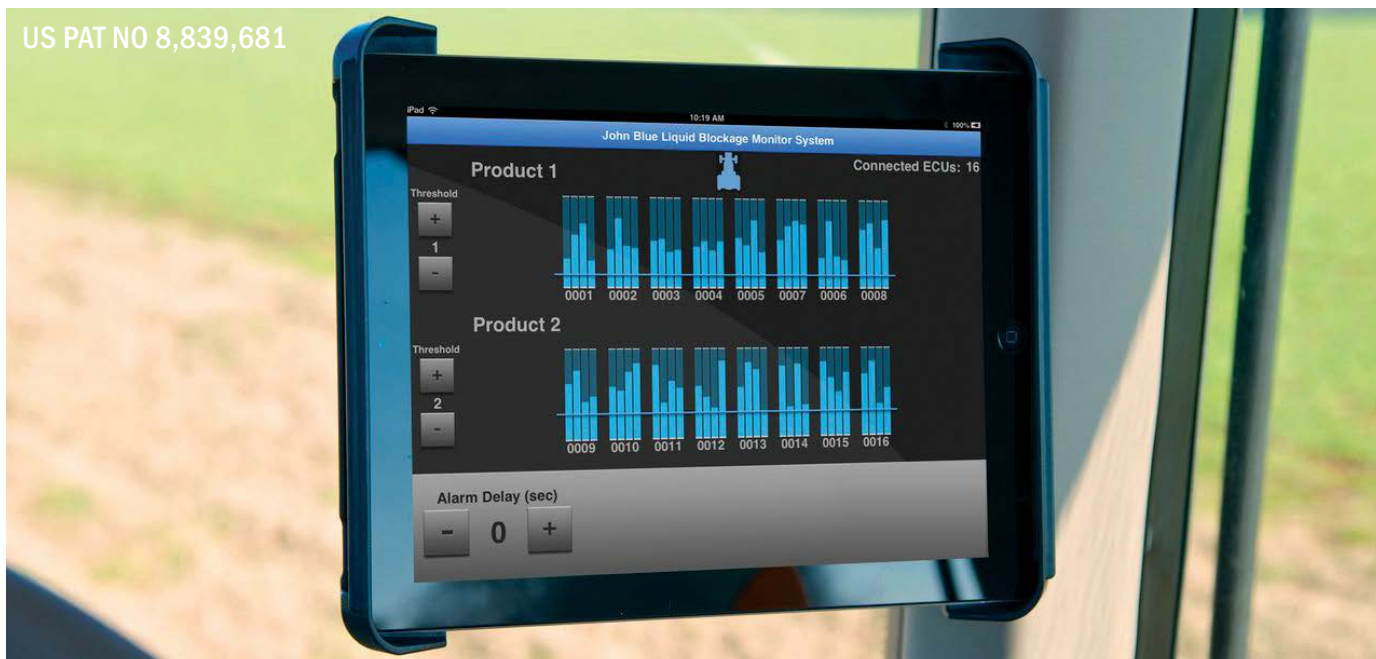 US PAT NO 8,839,681
iPad 10:19 AM 100%
John Blue Liquid Blockage Monitor System
Product 1
Connected ECUs: 16
Threshold
+
1
-
0001 0002 0003 0004 0005 0007 0006 0008
Product 2
Threshold
+
2
-
0009 0010 0011 0012 0013 0014 0015 0016
Alarm Delay (sec)
- 0 +